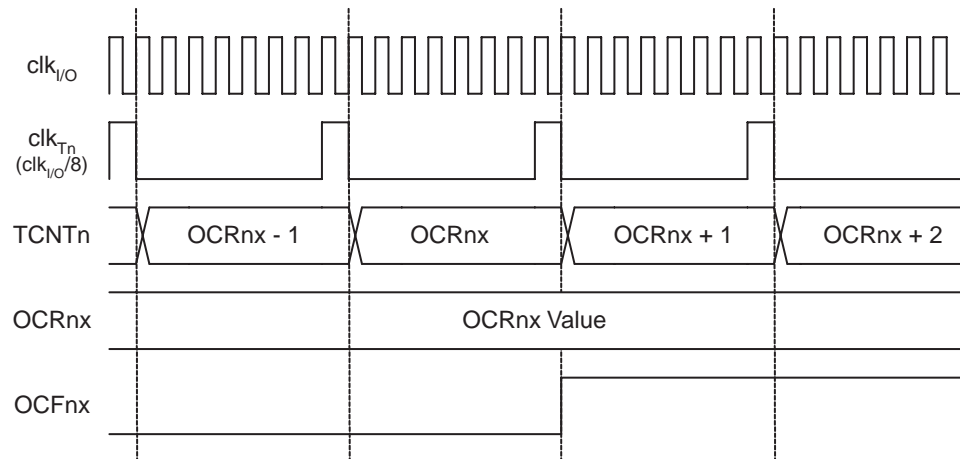 clkI/O
clkTn
(clkI/O/8)
TCNTn
OCRnx - 1
OCRnx
OCRnx + 1
OCRnx + 2
OCRnx
OCRnx Value
OCFnx